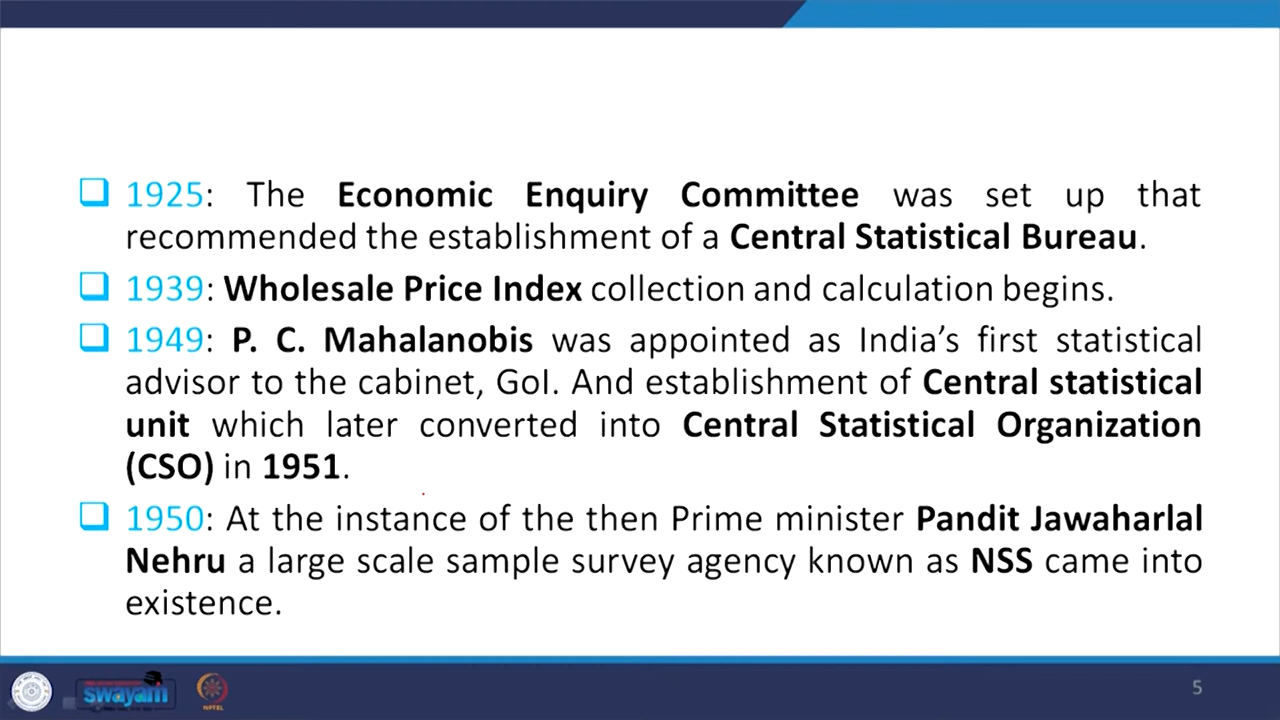 1925: The Economic Enquiry Committee was set up that
recommended the establishment of a Central Statistical Bureau.
1939: Wholesale Price Index collection and calculation begins.
1949: P. C. Mahalanobis was appointed as India’s first statistical
advisor to the cabinet, GoI. And establishment of Central statistical
unit which later converted into Central Statistical Organization
(CSO) in 1951.
1950: At the instance of the then Prime minister Pandit Jawaharlal
Nehru a large scale sample survey agency known as NSS came into
existence.
swayam
NPTEL
5